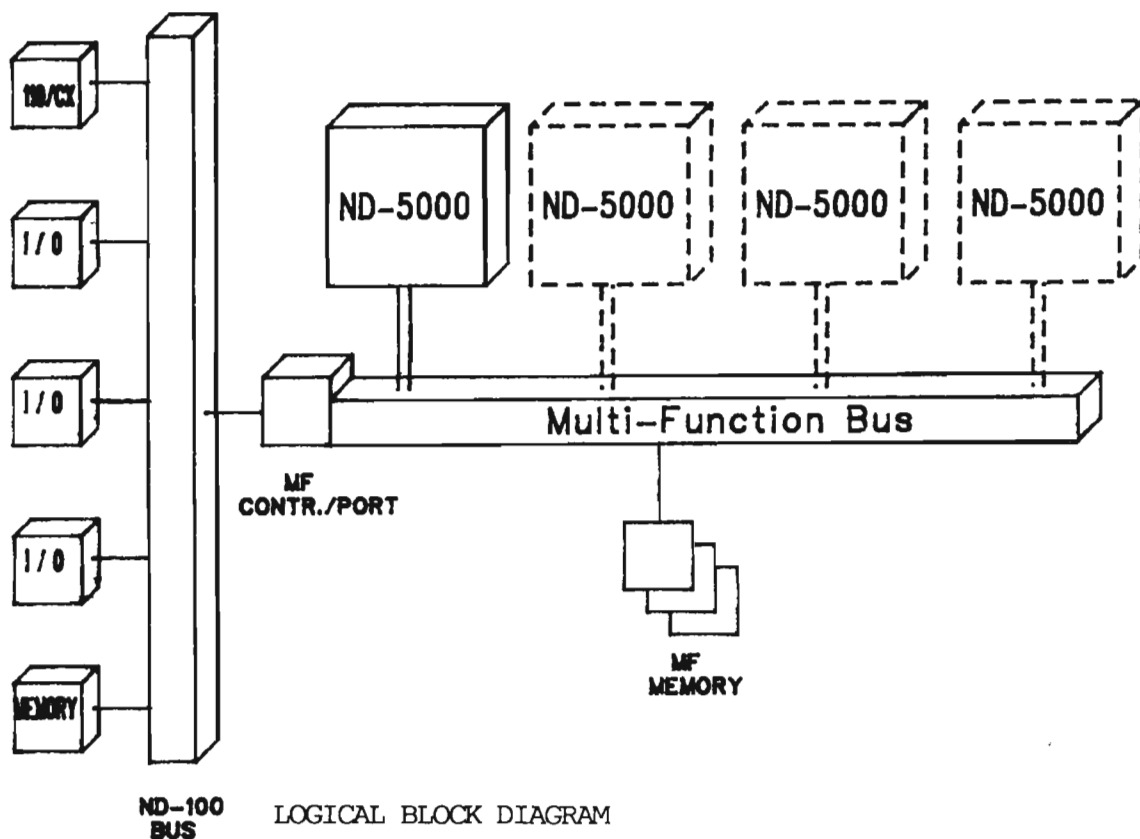 /CX
ND-5000
ND-5000
ND-5000
ND-5000
I/O
I/O
Multi-Function Bus
MF
CONTR./PORT
I/O
MF
MEMORY
MEMORY
ND-100
BUS
LOGICAL BLOCK DIAGRAM